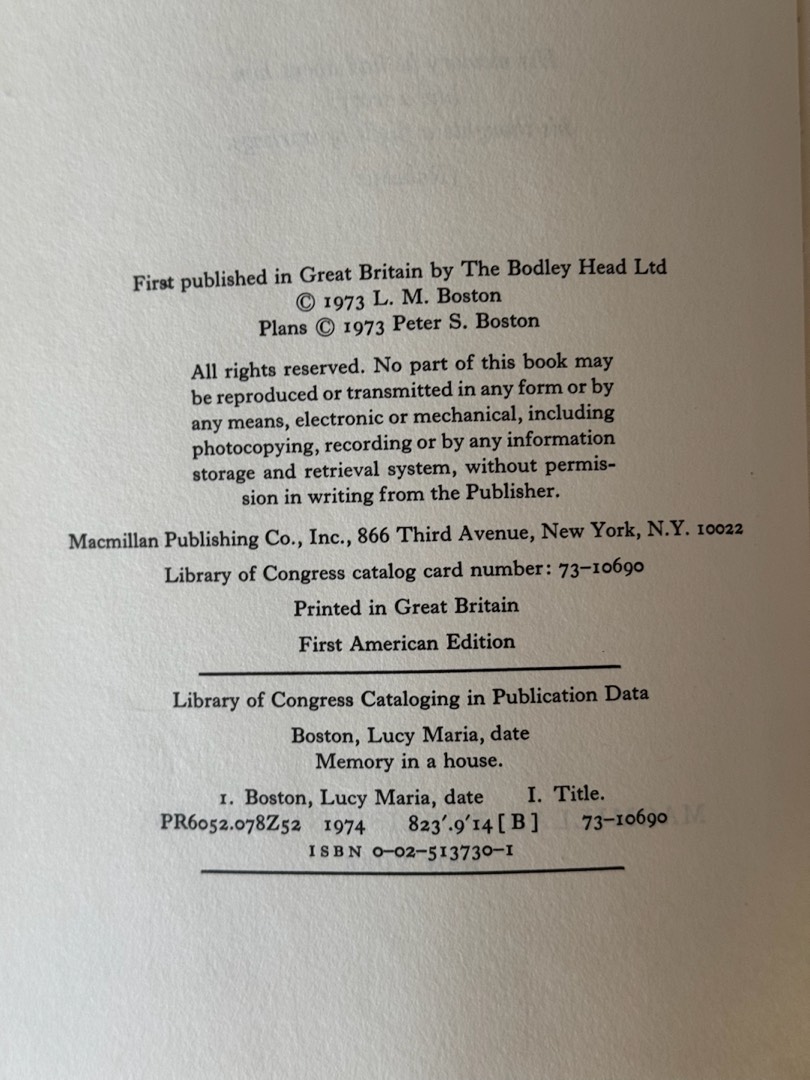 First published in Great Britain by The Bodley Head Ltd
© 1973 L. M. Boston
Plans © 1973 Peter S. Boston
All rights reserved. No part of this book may
be reproduced or transmitted in any form or by
any means, electronic or mechanical, including
photocopying, recording or by any information
storage and retrieval system, without permis-
sion in writing from the Publisher.
Macmillan Publishing Co., Inc., 866 Third Avenue, New York, N.Y. 10022
Library of Congress catalog card number: 73-10690
Printed in Great Britain
First American Edition
Library of Congress Cataloging in Publication Data
Boston, Lucy Maria, date
Memory in a house.
1. Boston, Lucy Maria, date I. Title.
PR6052.078Z52 1974 823′.9′14 [ B ] 73-10690
ISBN 0-02-513730-1